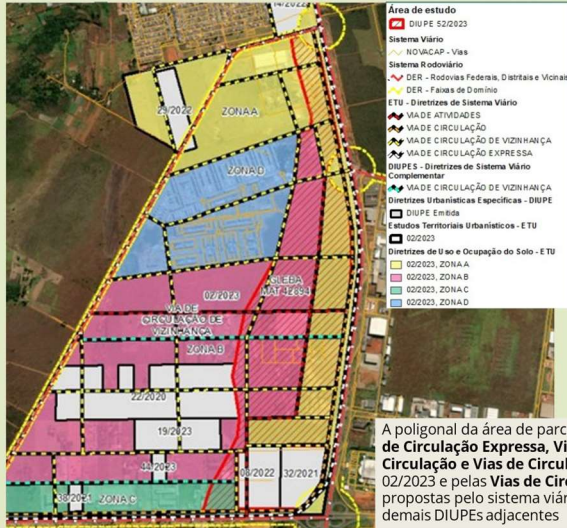 14/2022
29/2022
ZONA A
ZONA D
02/2023
GLEBA
MAT 42094
VIA DE
CIRCULAÇÃO DE
VIZINHANÇA
ZONA B
22/2020
19/2023
44/2023
08/2022
32/2021
38/2021
ZONA C
Área de estudo
DIUPE 52/2023
Sistema Viário
NOVACAP - Vias
Sistema Rodoviário
DER - Rodovias Federais, Distritais e Vicinais
DER - Faixas de Domínio
ETU - Diretrizes de Sistema Viário
VIA DE ATIVIDADES
VIA DE CIRCULAÇÃO
VIA DE CIRCULAÇÃO DE VIZINHANÇA
VIA DE CIRCULAÇÃO EXPRESSA
DIUPES - Diretrizes de Sistema Viário
Complementar
VIA DE CIRCULAÇÃO DE VIZINHANÇA
Diretrizes Urbanísticas Específicas - DIUPE
DIUPE Emitida
Estudos Territoriais Urbanísticos - ETU
02/2023
Diretrizes de Uso e Ocupação do Solo - ETU
02/2023, ZONA A
02/2023, ZONA B
02/2023, ZONA C
02/2023, ZONA D
A poligonal da área de parc
de Circulação Expressa, Vi
Circulação e Vias de Circul
02/2023 e pelas Vias de Circ
propostas pelo sistema viár
demais DIUPEs adjacentes